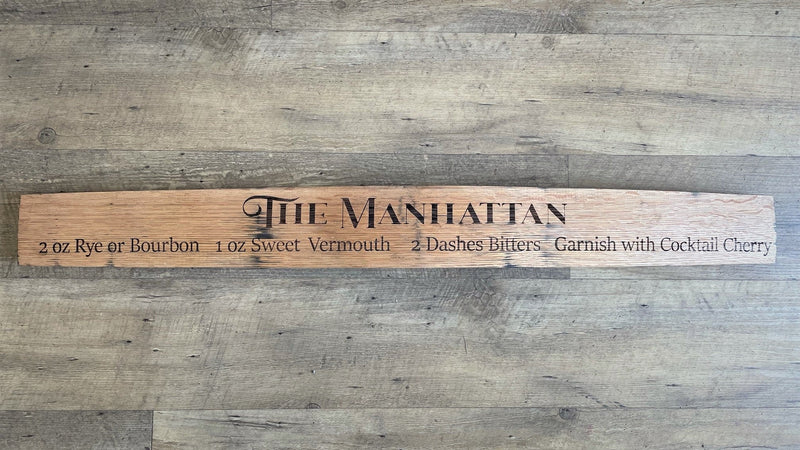 The Manhattan
2 oz Rye or Bourbon 1 oz Sweet Vermouth 2 Dashes Bitters Garnish with Cocktail Cherry